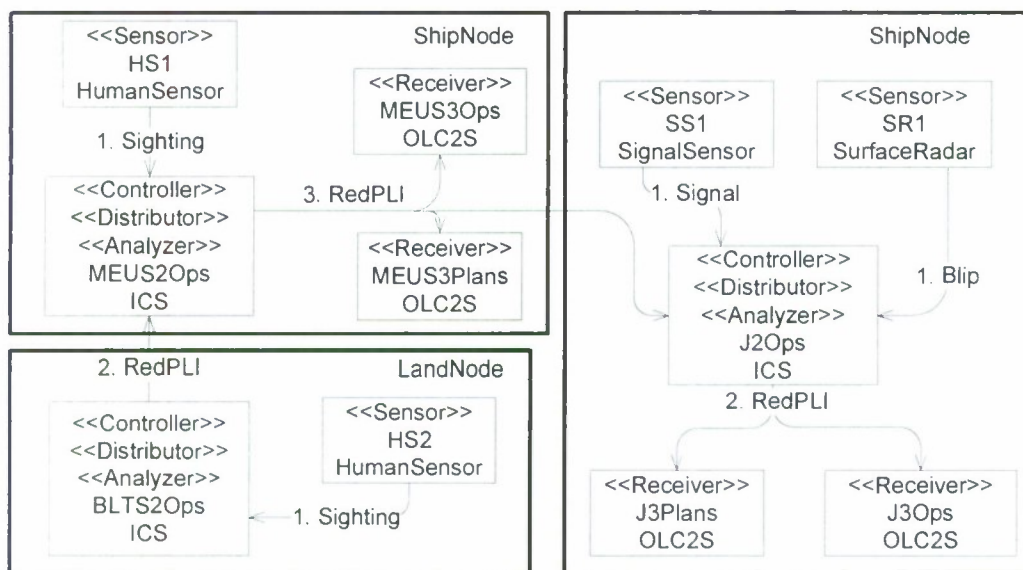 ShipNode
<<Sensor>>
HS1
HumanSensor
1. Sighting
<<Receiver>>
MEUS3Ops
OLC2S
<<Controller>>
<<Distributor>>
<<Analyzer>>
MEUS2Ops
ICS
3. RedPLI
<<Receiver>>
MEUS3Plans
OLC2S
2. RedPLI
LandNode
<<Controller>>
<<Distributor>>
<<Analyzer>>
BLTS2Ops
ICS
<<Sensor>>
HS2
HumanSensor
1. Sighting
ShipNode
<<Sensor>>
SS1
SignalSensor
<<Sensor>>
SR1
SurfaceRadar
1. Signal
1. Blip
<<Controller>>
<<Distributor>>
<<Analyzer>>
J2Ops
ICS
2. RedPLI
<<Receiver>>
J3Plans
OLC2S
<<Receiver>>
J3Ops
OLC2S